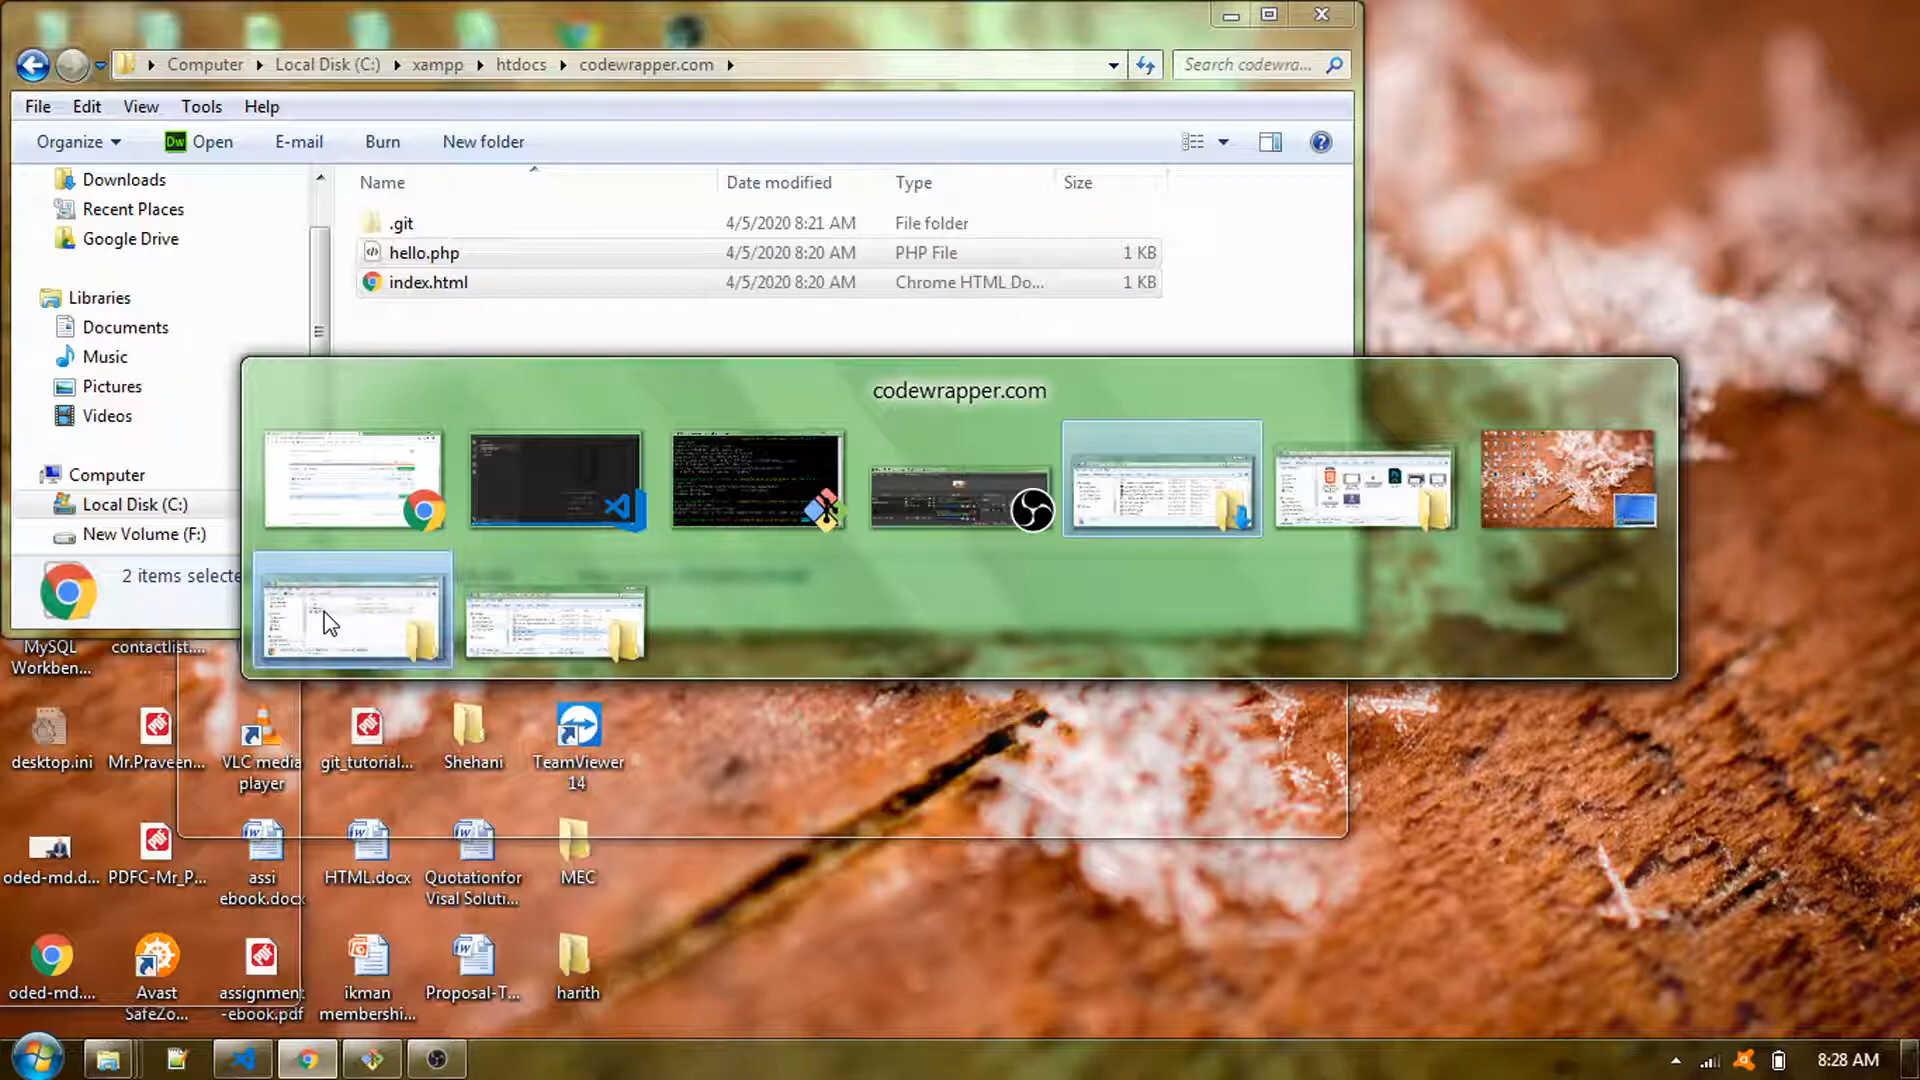 Computer
Local Disk (C:)
xampp
htdocs
codewrapper.com
Search codewra...
File
Edit
View
Tools
Help
Organize
Dw
Open
E-mail
Burn
New folder
Name
Date modified
Type
Size
Downloads
Recent Places
Google Drive
Libraries
Documents
Music
Pictures
Videos
Computer
Local Disk (C:)
New Volume (F:)
.git
4/5/2020 8:21 AM
File folder
hello.php
4/5/2020 8:20 AM
PHP File
1 KB
index.html
4/5/2020 8:20 AM
Chrome HTML Do...
1 KB
2 items selecte
codewrapper.com
MySQL
Workben...
contactlist....
desktop.ini
Mr.Praveen...
VLC media
player
git_tutorial...
Shehani
TeamViewer
14
oded-md.d...
PDFC-Mr_P...
assi
ebook.docx
HTML.docx
Quotationfor
Visal Soluti...
MEC
oded-md....
Avast
SafeZo...
assignment
-ebook.pdf
ikman
membershi...
Proposal-T...
harith
8:28 AM